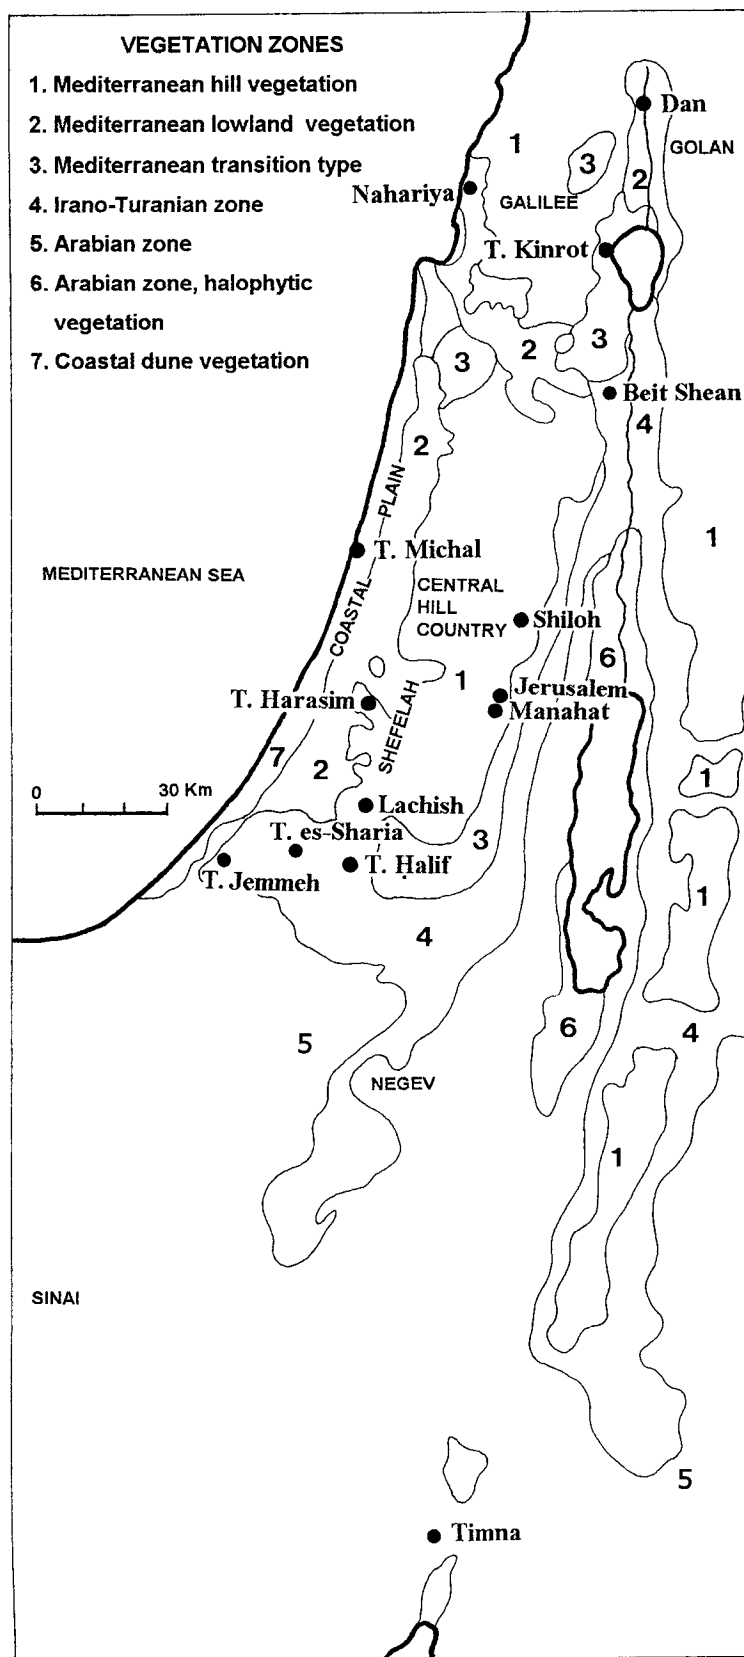 VEGETATION ZONES
1. Mediterranean hill vegetation
2. Mediterranean lowland vegetation
3. Mediterranean transition type
4. Irano-Turanian zone
5. Arabian zone
6. Arabian zone, halophytic
vegetation
7. Coastal dune vegetation
Dan
1
GOLAN
3
2
Nahariya
GALILEE
T. Kinrot
2
3
3
Beit Shean
4
2
PLAIN
1
T. Michal
MEDITERRANEAN SEA
COASTAL
CENTRAL
HILL
COUNTRY
Shiloh
6
1
Jerusalem
T. Harasim
Manahat
SHEFELAH
7
2
1
0 30 Km
Lachish
T. es-Sharia
3
T. Halif
T. Jemmeh
1
4
6
4
5
NEGEV
1
SINAI
5
Timna